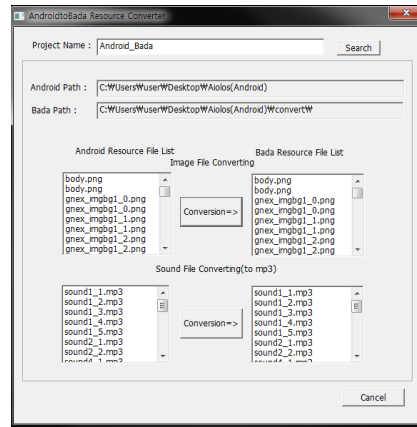 AndroidtoBada Resource Converter
Project Name :
Android_Bada
Search
Android Path :
C:₩Users₩user₩Desktop₩Aiolos(Android)
Bada Path :
C:₩Users₩user₩Desktop₩Aiolos(Android)₩convert₩
Android Resource File List
Bada Resource File List
Image File Converting
body.png
body.png
gnex_imgbg1_0.png
gnex_imgbg1_0.png
gnex_imgbg1_1.png
gnex_imgbg1_1.png
gnex_imgbg1_2.png
gnex_imgbg1_2.png
Conversion=>
body.png
body.png
gnex_imgbg1_0.png
gnex_imgbg1_0.png
gnex_imgbg1_1.png
gnex_imgbg1_1.png
gnex_imgbg1_2.png
gnex_imgbg1_2.png
Sound File Converting(to mp3)
sound1_1.mp3
sound1_2.mp3
sound1_3.mp3
sound1_4.mp3
sound1_5.mp3
sound2_1.mp3
sound2_2.mp3
sound4_1.mp3
Conversion=>
sound1_1.mp3
sound1_2.mp3
sound1_3.mp3
sound1_4.mp3
sound1_5.mp3
sound2_1.mp3
sound2_2.mp3
Cancel